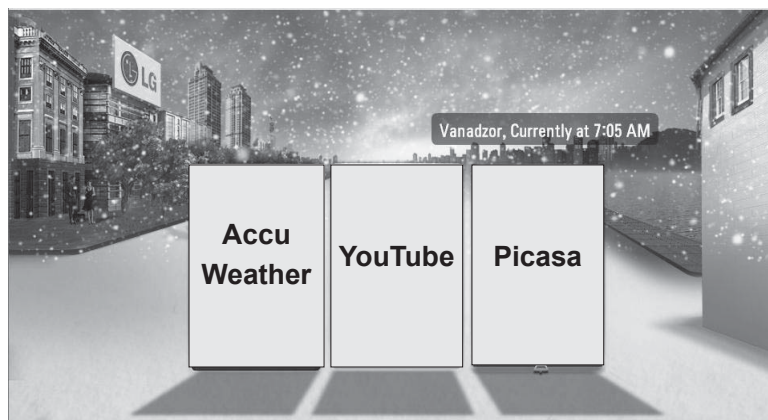 LG
Vanadzor, Currently at 7:05 AM
Accu
Weather
YouTube
Picasa